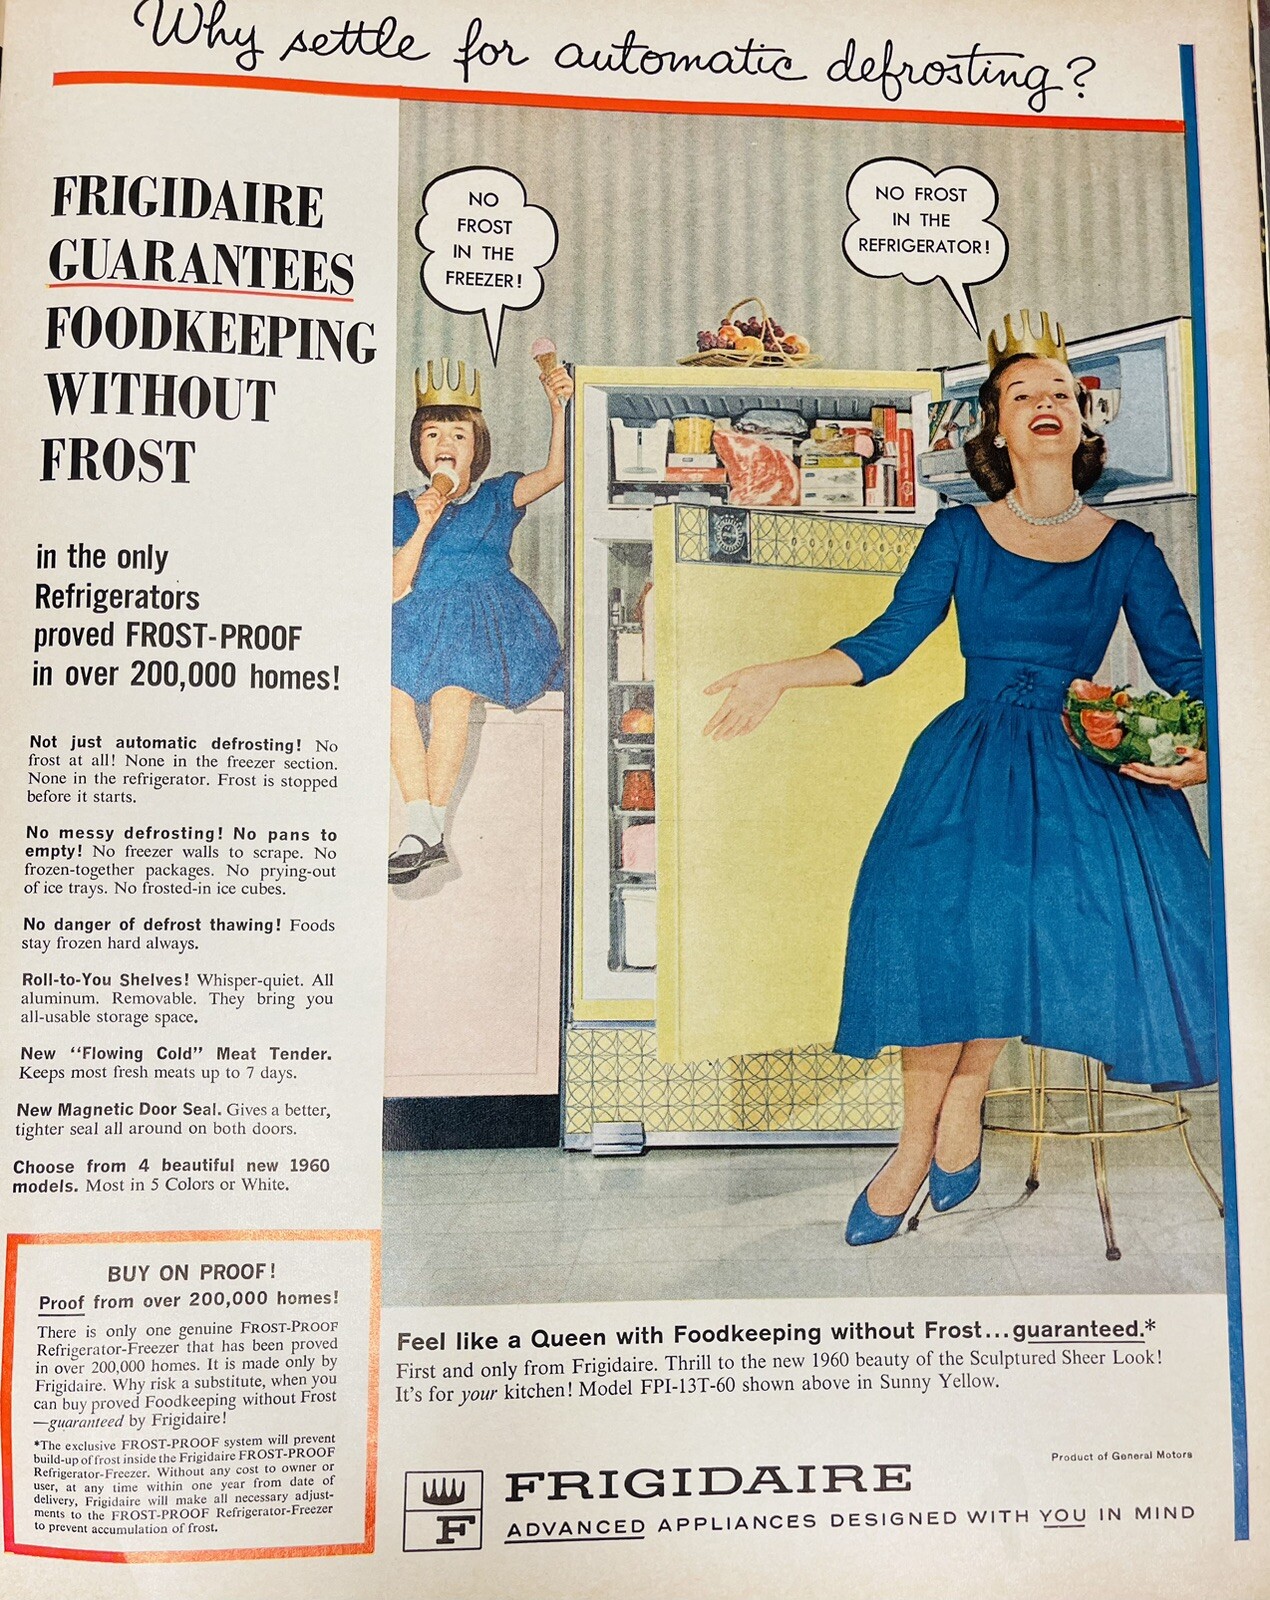 Why settle for automatic defrosting?
FRIGIDAIRE
GUARANTEES
FOODKEEPING
WITHOUT
FROST
in the only
Refrigerators
proved FROST-PROOF
in over 200,000 homes!
Not just automatic defrosting! No
frost at all! None in the freezer section.
None in the refrigerator. Frost is stopped
before it starts.
No messy defrosting! No pans to
empty! No freezer walls to scrape. No
frozen-together packages. No prying-out
of ice trays. No frosted-in ice cubes.
No danger of defrost thawing! Foods
stay frozen hard always.
Roll-to-You Shelves! Whisper-quiet. All
aluminum. Removable. They bring you
all-usable storage space.
New "Flowing Cold" Meat Tender.
Keeps most fresh meats up to 7 days.
New Magnetic Door Seal. Gives a better,
tighter seal all around on both doors.
Choose from 4 beautiful new 1960
models. Most in 5 Colors or White.
BUY ON PROOF!
Proof from over 200,000 homes!
There is only one genuine FROST-PROOF
Refrigerator-Freezer that has been proved
in over 200,000 homes. It is made only by
Frigidaire. Why risk a substitute, when you
can buy proved Foodkeeping without Frost
—guaranteed by Frigidaire!
*The exclusive FROST-PROOF system will prevent
build-up of frost inside the Frigidaire FROST-PROOF
Refrigerator-Freezer. Without any cost to owner or
user, at any time within one year from date of
delivery, Frigidaire will make all necessary adjust-
ments to the FROST-PROOF Refrigerator-Freezer
to prevent accumulation of frost.
NO
FROST
IN THE
FREEZER!
NO FROST
IN THE
REFRIGERATOR!
Feel like a Queen with Foodkeeping without Frost...guaranteed.*
First and only from Frigidaire. Thrill to the new 1960 beauty of the Sculptured Sheer Look!
It's for your kitchen! Model FPI-13T-60 shown above in Sunny Yellow.
Product of General Motors
F
FRIGIDAIRE
ADVANCED APPLIANCES DESIGNED WITH YOU IN MIND